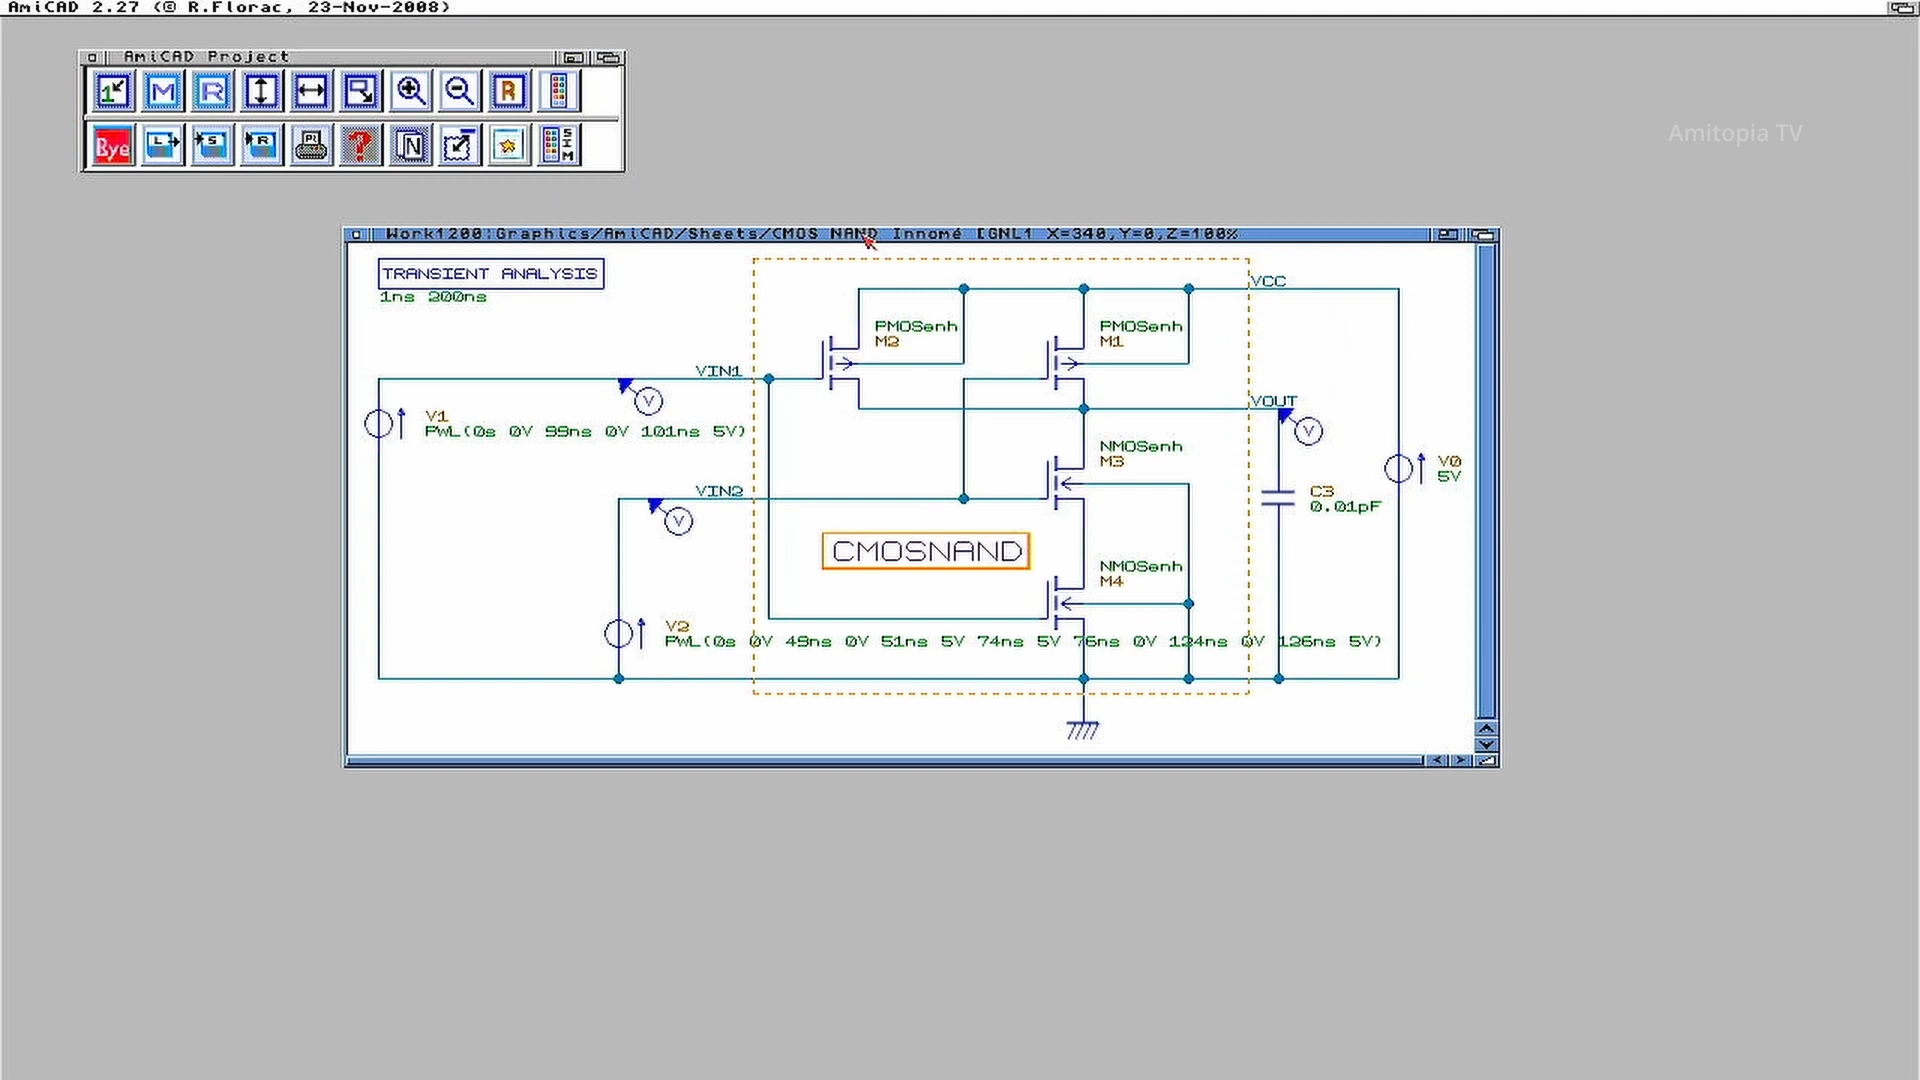 AmiCAD 2.27 (© R.Florac, 23-Nov-2008)
AmiCAD Project
1 M R R
Bye L S R Pl ? N SIM
Amitopia TV
Work1200:Graphics/AmiCAD/Sheets/CMOS NAND Innomé [GNL1 X=340,Y=0,Z=100%
TRANSIENT ANALYSIS
1ns 200ns
VCC
PMOSenh
M2
PMOSenh
M1
VIN1
V
V1
PWL(0s 0V 99ns 0V 101ns 5V)
VOUT
V
NMOSenh
M3
V0
5V
VIN2
V
C3
0.01pF
CMOSNAND
NMOSenh
M4
V2
PWL(0s 0V 49ns 0V 51ns 5V 74ns 5V 76ns 0V 124ns 0V 126ns 5V)